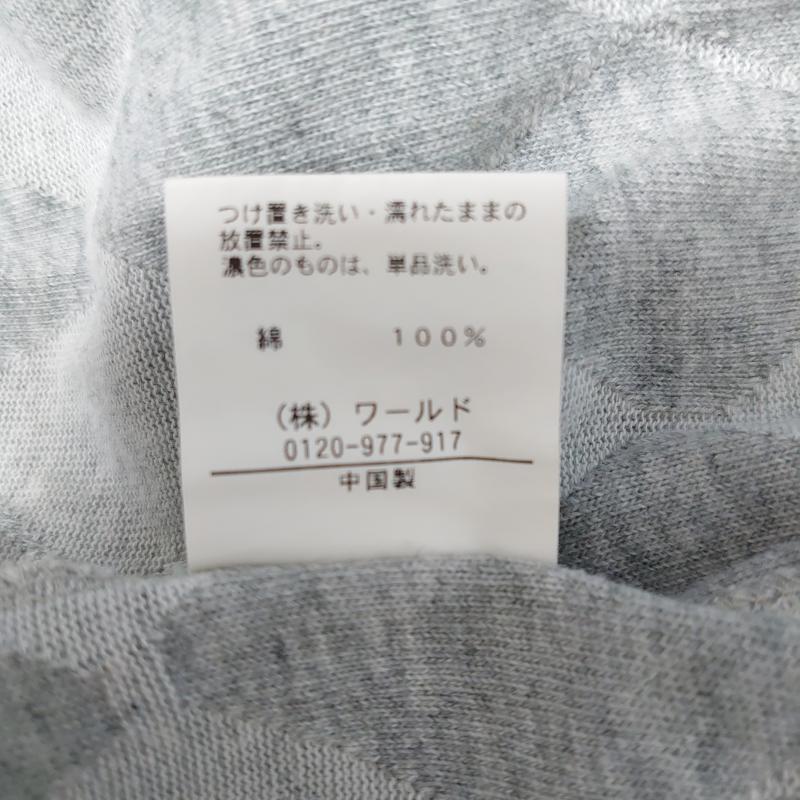 つけ置き洗い・濡れたままの
放置禁止。
濃色のものは、単品洗い。
綿 100%
(株)ワールド
0120-977-917
中国製